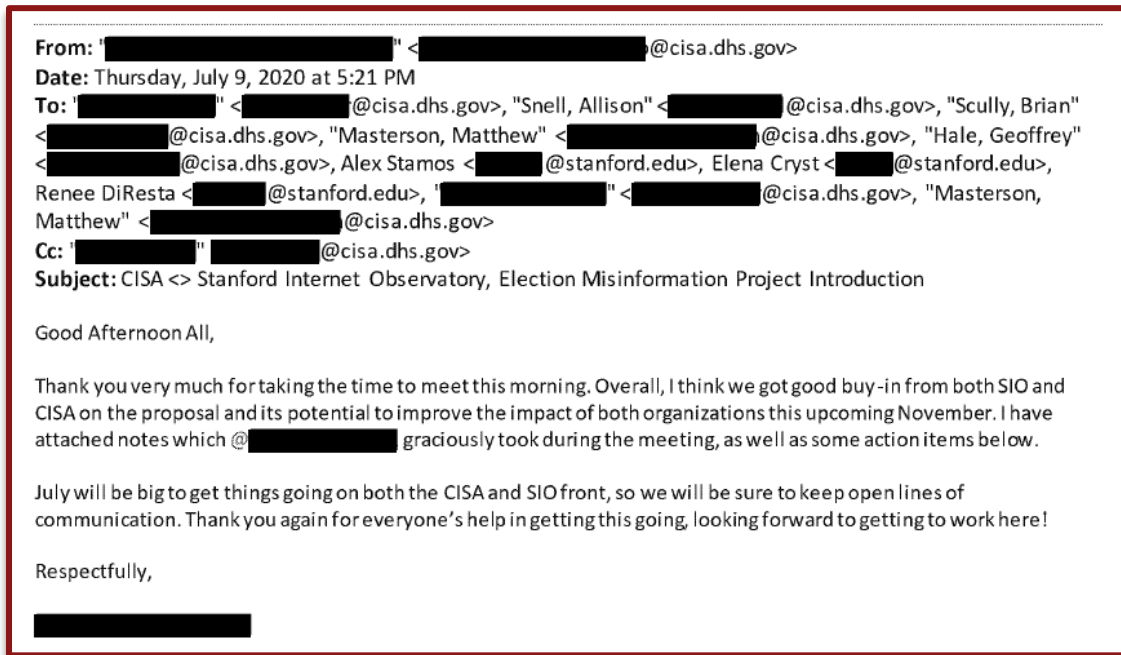 From: "" <@cisa.dhs.gov>
Date: Thursday, July 9, 2020 at 5:21 PM
To: "" <@cisa.dhs.gov>, "Snell, Allison" <@cisa.dhs.gov>, "Scully, Brian"
<@cisa.dhs.gov>, "Masterson, Matthew" <@cisa.dhs.gov>, "Hale, Geoffrey"
<@cisa.dhs.gov>, Alex Stamos <@stanford.edu>, Elena Cryst <@stanford.edu>,
Renee DiResta <@stanford.edu>, "" <@cisa.dhs.gov>, "Masterson,
Matthew" <@cisa.dhs.gov>
Cc: "" @cisa.dhs.gov>
Subject: CISA <> Stanford Internet Observatory, Election Misinformation Project Introduction
Good Afternoon All,
Thank you very much for taking the time to meet this morning. Overall, I think we got good buy-in from both SIO and
CISA on the proposal and its potential to improve the impact of both organizations this upcoming November. I have
attached notes which @ graciously took during the meeting, as well as some action items below.
July will be big to get things going on both the CISA and SIO front, so we will be sure to keep open lines of
communication. Thank you again for everyone's help in getting this going, looking forward to getting to work here!
Respectfully,